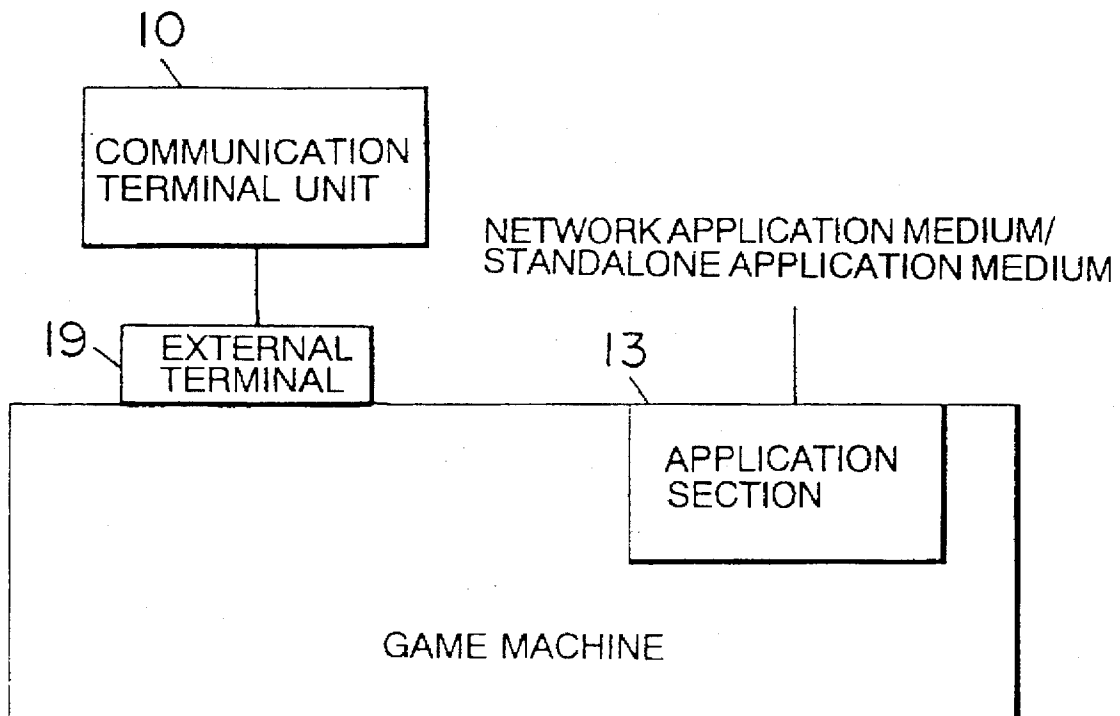 10
COMMUNICATION
TERMINAL UNIT
NETWORK APPLICATION MEDIUM/
STANDALONE APPLICATION MEDIUM
19
EXTERNAL
TERMINAL
13
APPLICATION
SECTION
GAME MACHINE